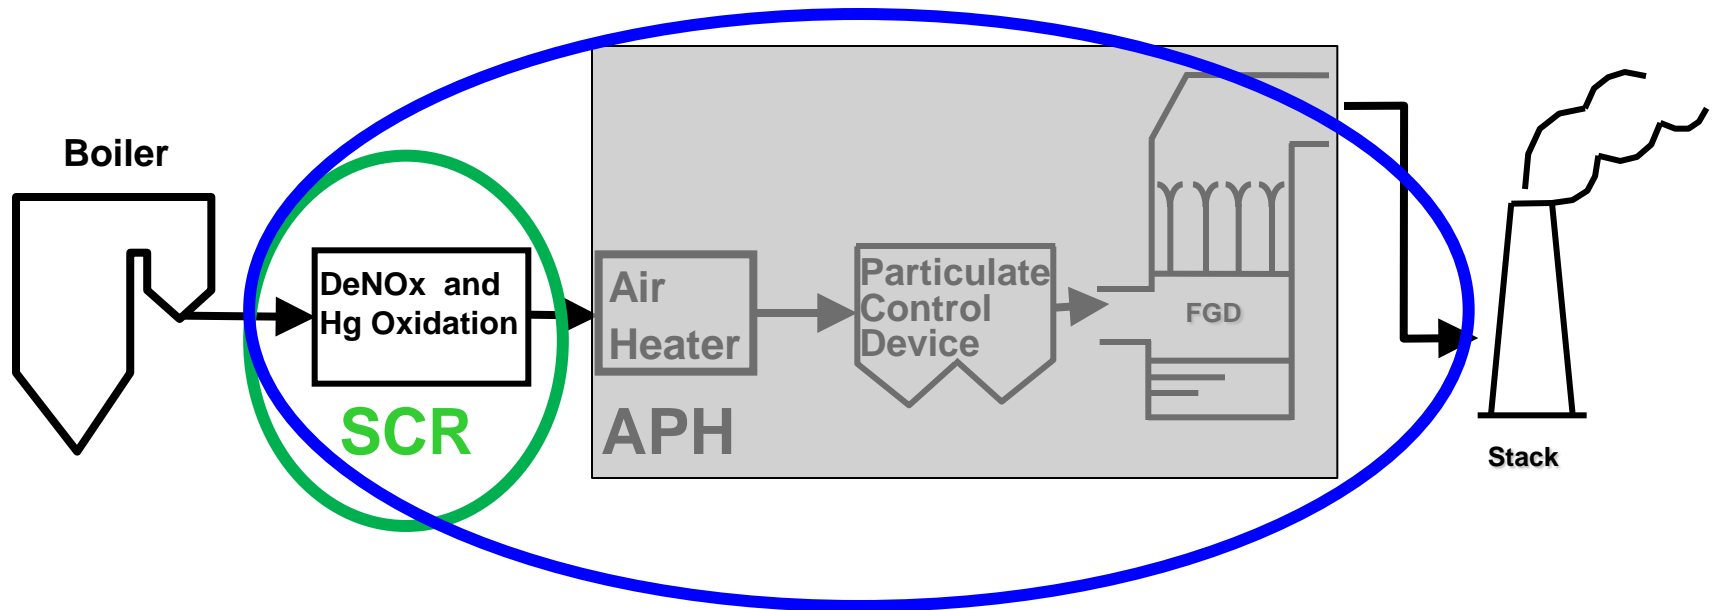 Boiler
DeNOx and
Hg Oxidation
SCR
Air
Heater
APH
Particulate
Control
Device
FGD
Stack